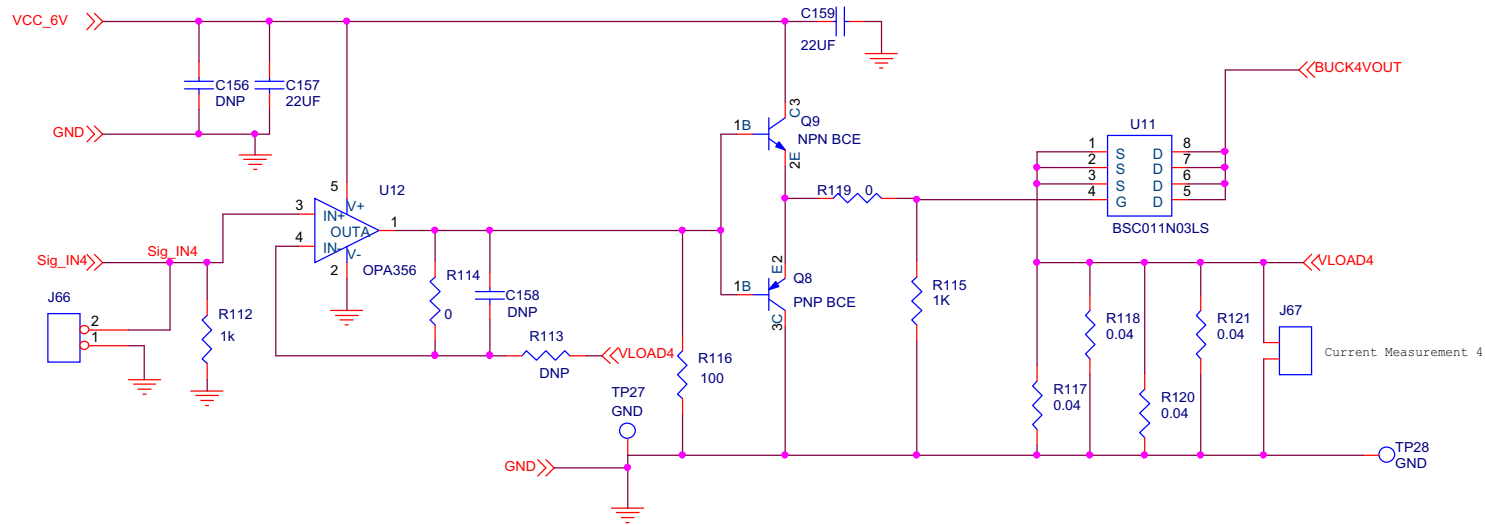 VCC_6V
C159
22UF
C156
DNP
C157
22UF
GND
BUCK4VOUT
C 3
Q9
NPN BCE
1B
2E
U11
1 S D 8
2 S D 7
3 S D 6
4 G D 5
BSC011N03LS
U12
5
V+
3
IN+
OUTA
1
4
IN-
V-
2
OPA356
R119 0
Sig_IN4
Sig_IN4
J66
2
1
R112
1k
R114
0
C158
DNP
R113
DNP
VLOAD4
E 2
Q8
PNP BCE
1B
3C
R115
1K
R116
100
VLOAD4
R118
0.04
R121
0.04
J67
Current Measurement 4
R117
0.04
R120
0.04
TP27
GND
GND
TP28
GND